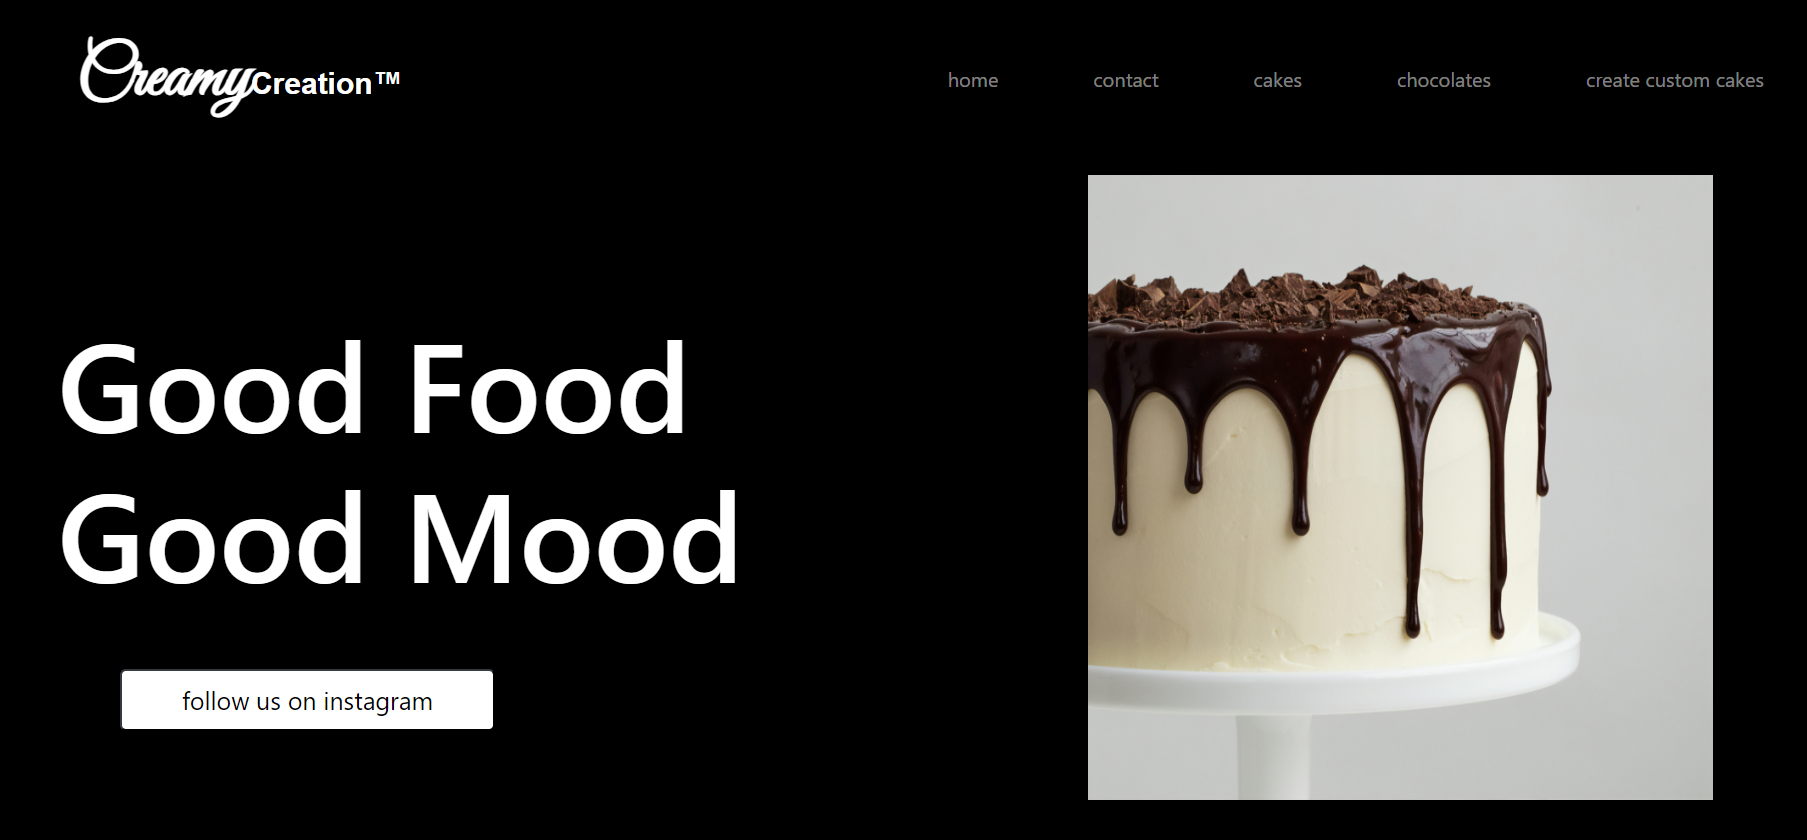 CreamyCreation™
home contact cakes chocolates create custom cakes
Good Food
Good Mood
follow us on instagram